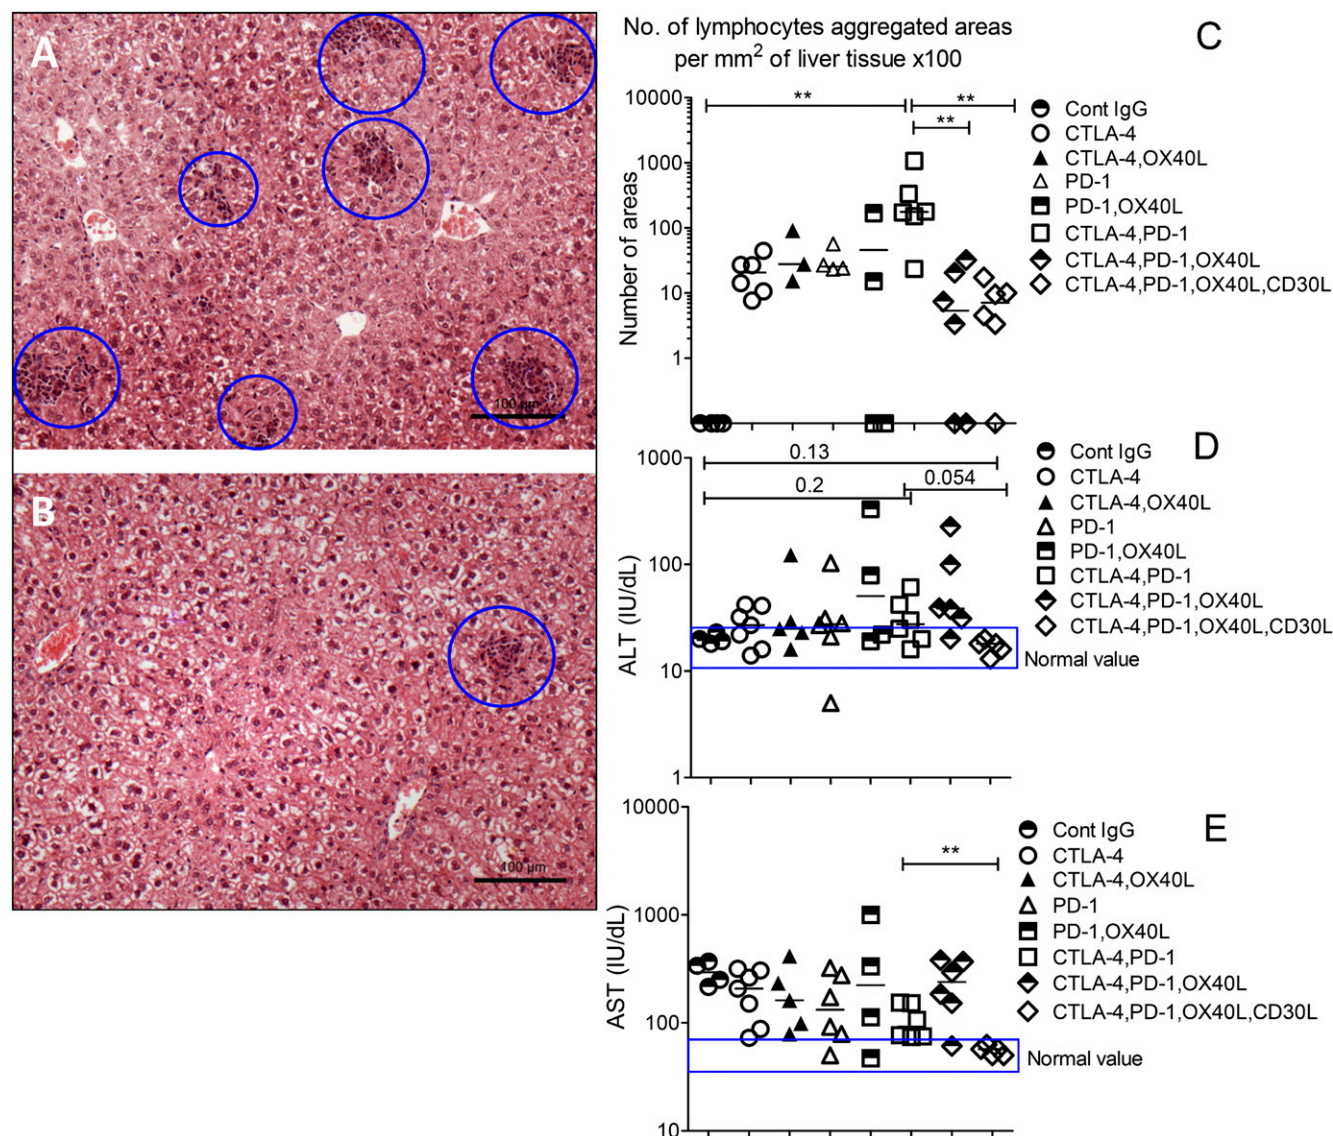 A
100 µm
B
100 µm
No. of lymphocytes aggregated areas
per mm2 of liver tissue x100
C
Number of areas
10000
1000
100
10
1
**
**
**
Cont IgG
CTLA-4
CTLA-4,OX40L
PD-1
PD-1,OX40L
CTLA-4,PD-1
CTLA-4,PD-1,OX40L
CTLA-4,PD-1,OX40L,CD30L
D
ALT (IU/dL)
1000
100
10
1
0.13
0.2
0.054
Cont IgG
CTLA-4
CTLA-4,OX40L
PD-1
PD-1,OX40L
CTLA-4,PD-1
CTLA-4,PD-1,OX40L
CTLA-4,PD-1,OX40L,CD30L
Normal value
E
AST (IU/dL)
10000
1000
100
10
**
Cont IgG
CTLA-4
CTLA-4,OX40L
PD-1
PD-1,OX40L
CTLA-4,PD-1
CTLA-4,PD-1,OX40L
CTLA-4,PD-1,OX40L,CD30L
Normal value